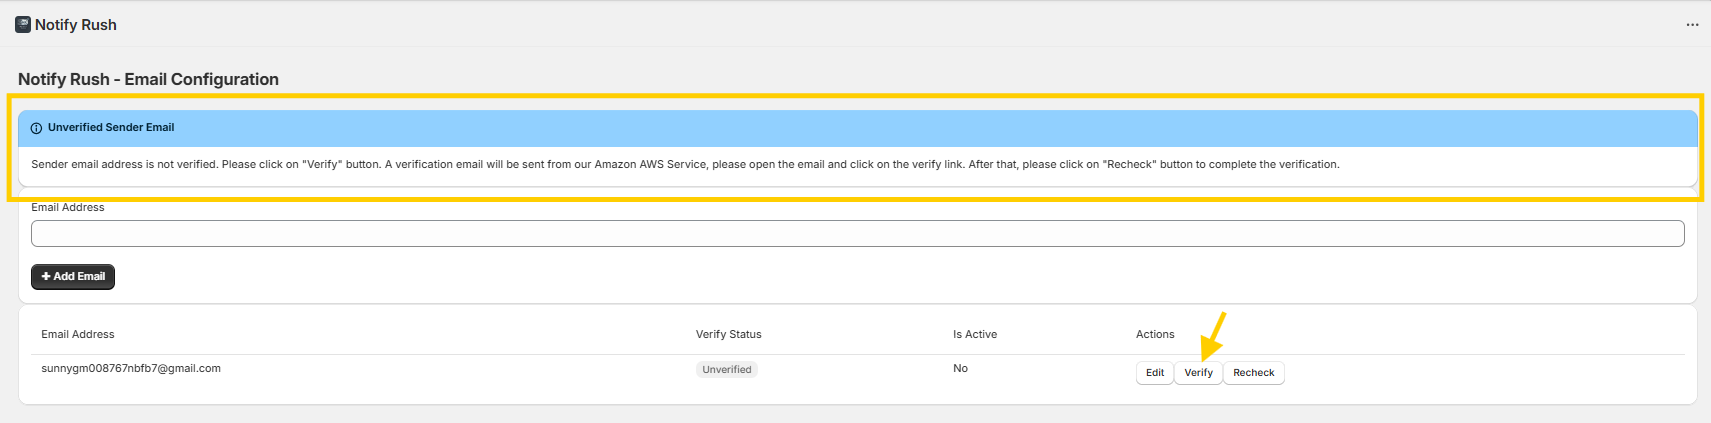 Notify Rush
Notify Rush - Email Configuration
Unverified Sender Email
Sender email address is not verified. Please click on "Verify" button. A verification email will be sent from our Amazon AWS Service, please open the email and click on the verify link. After that, please click on "Recheck" button to complete the verification.
Email Address
+ Add Email
Email Address Verify Status Is Active Actions
sunnygm008767nbfb7@gmail.com Unverified No Edit Verify Recheck